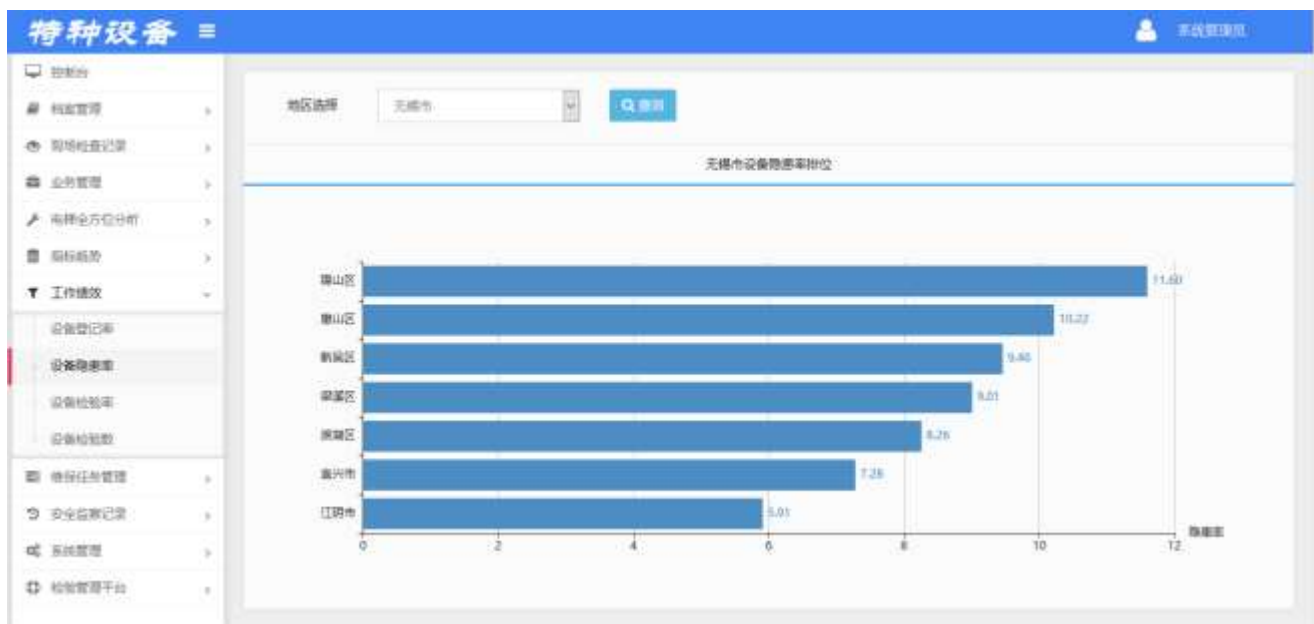 特种设备
系统管理员
控制台
档案管理
现场检查记录
业务管理
电梯全方位分析
指标趋势
工作绩效
设备登记率
设备隐患率
设备检验率
设备检验数
维保任务管理
安全监察记录
系统管理
检验管理平台
地区选择
无锡市
查询
无锡市设备隐患率排位
11.60
惠山区
10.22
新吴区
9.46
梁溪区
9.01
滨湖区
8.26
宜兴市
7.28
江阴市
隐患率
0 2 4 6 8 10 12